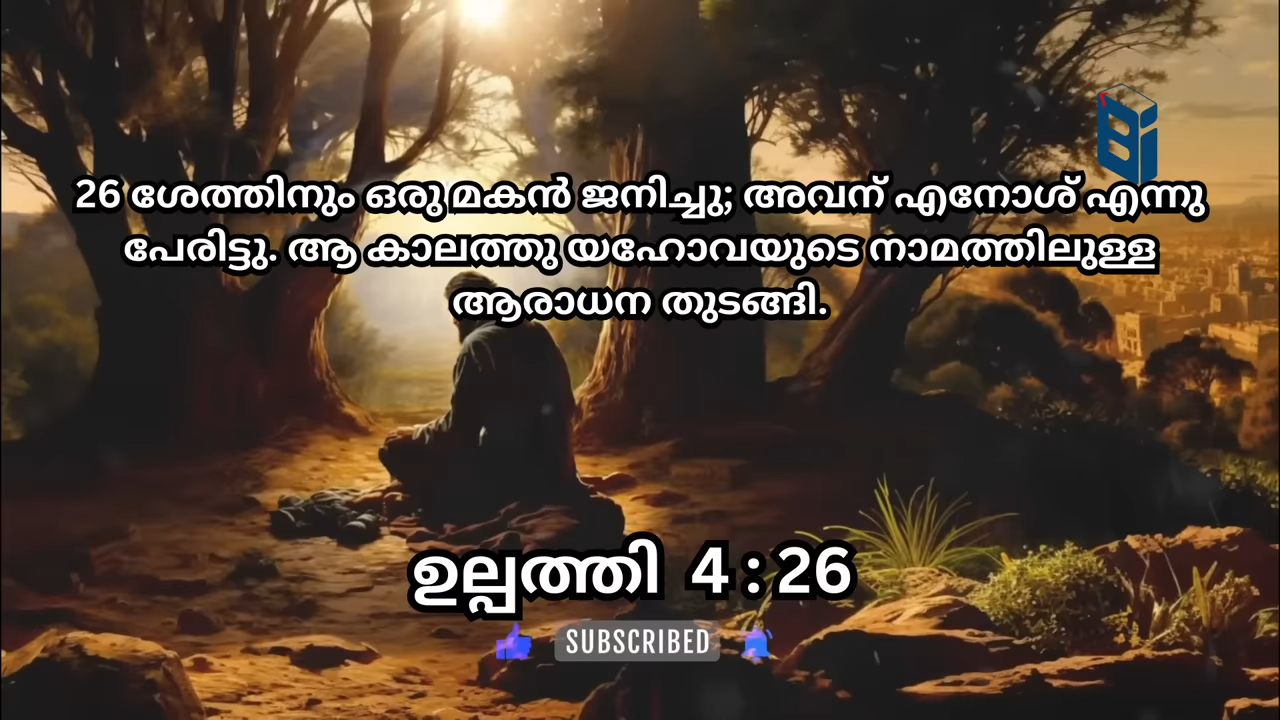 26 ശേത്തിനും ഒരു മകൻ ജനിച്ചു; അവന് എനോശ് എന്നു
പേരിട്ടു. ആ കാലത്തു യഹോവയുടെ നാമത്തിലുള്ള
ആരാധന തുടങ്ങി.
ഉല്പത്തി 4 : 26
SUBSCRIBED